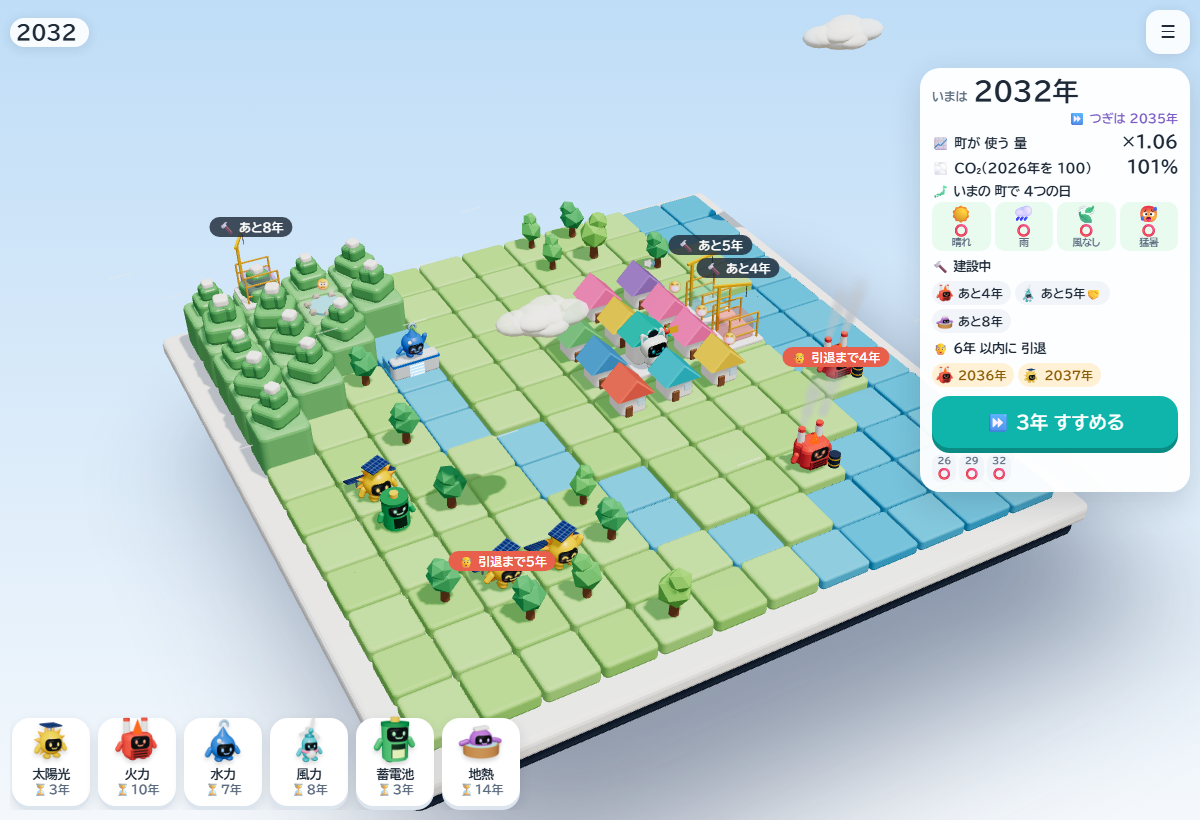 2032
☰
いまは 2032年
⏩ つぎは 2035年
町が 使う 量 ×1.06
CO₂(2026年を 100) 101%
いまの 町で 4つの日
晴れ 雨 風なし 猛暑
建設中
あと4年 あと5年
あと8年
6年 以内に 引退
2036年 2037年
⏩ 3年 すすめる
26 29 32
あと8年
あと5年
あと4年
引退まで4年
引退まで5年
太陽光 火力 水力 風力 蓄電池 地熱
⏳3年 ⏳10年 ⏳7年 ⏳8年 ⏳3年 ⏳14年